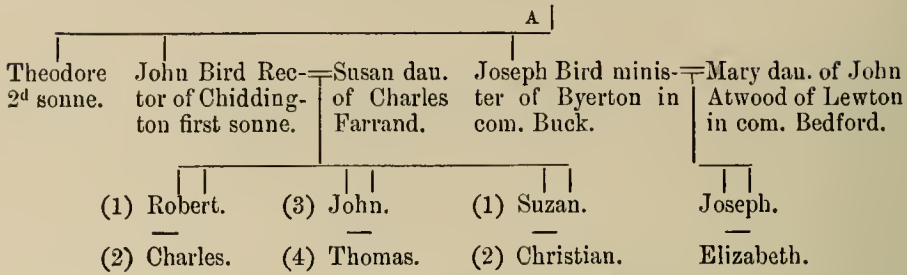 A
Theodore
2d sonne.
John Bird Rec-
tor of Chidding-
ton first sonne.
Susan dau.
of Charles
Farrand.
Joseph Bird minis-
ter of Byerton in
com. Buck.
Mary dau. of John
Atwood of Lewton
in com. Bedford.
(1) Robert. (3) John. (1) Suzan. Joseph.
(2) Charles. (4) Thomas. (2) Christian. Elizabeth.